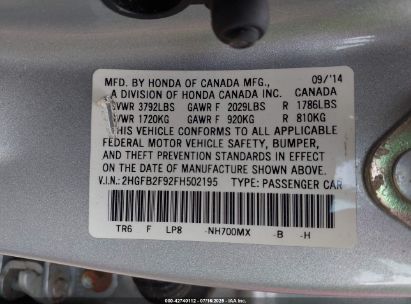 MFD. BY HONDA OF CANADA MFG., 09/'14
A DIVISION OF HONDA CANADA INC. CANADA
GVWR 3792LBS GAWR F 2029LBS R 1786LBS
GVWR 1720KG GAWR F 920KG R 810KG
THIS VEHICLE CONFORMS TO ALL APPLICABLE
FEDERAL MOTOR VEHICLE SAFETY, BUMPER,
AND THEFT PREVENTION STANDARDS IN EFFECT
ON THE DATE OF MANUFACTURE SHOWN ABOVE.
V.I.N.: 2HGFB2F92FH502195 TYPE: PASSENGER CAR
TR6 F LP8 -NH700MX -B -H